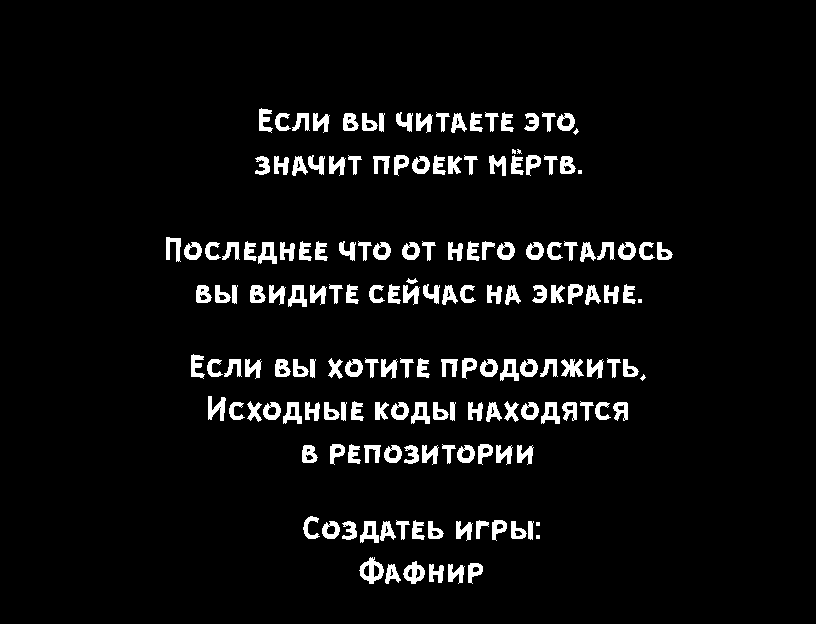 Если вы читаете это,
значит проект мёртв.
Последнее что от него осталось
вы видите сейчас на экране.
Если вы хотите продолжить,
Исходные коды находятся
в репозитории
Создатеь игры:
Фафнир